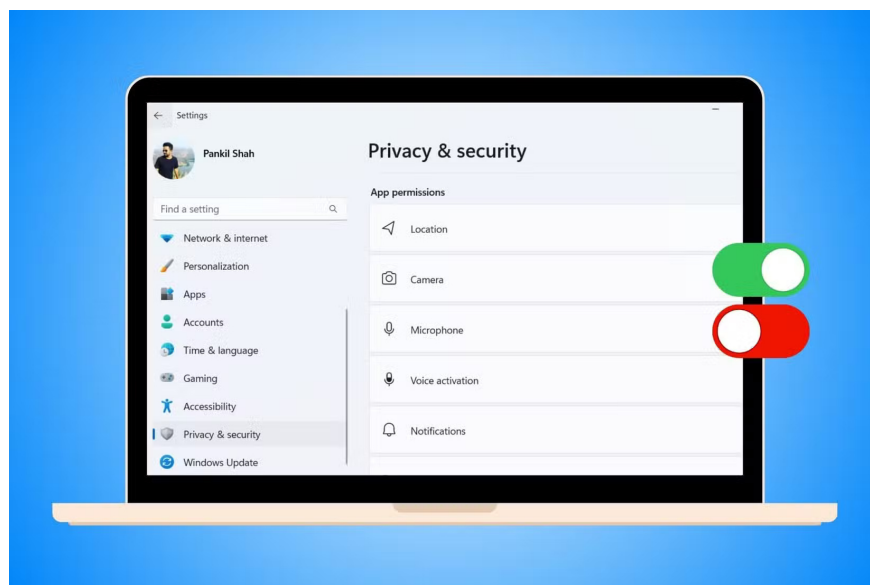 Settings
Pankil Shah
Find a setting
Network & internet
Personalization
Apps
Accounts
Time & language
Gaming
Accessibility
Privacy & security
Windows Update
Privacy & security
App permissions
Location
Camera
Microphone
Voice activation
Notifications